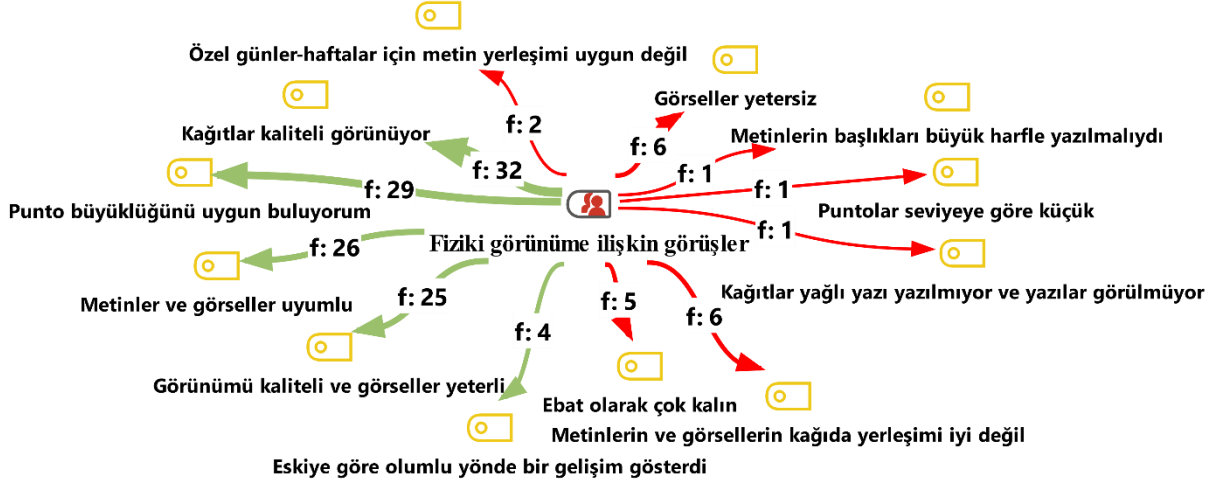 Özel günler-haftalar için metin yerleşimi uygun değil
f: 2
Görseller yetersiz
f: 6
Kağıtlar kaliteli görünüyor
f: 32
Metinlerin başlıkları büyük harfle yazılmalıydı
f: 1
Punto büyüklüğünü uygun buluyorum
f: 29
Puntolar seviyeye göre küçük
f: 1
Fiziki görünüme ilişkin görüşler
Metinler ve görseller uyumlu
f: 26
Kağıtlar yağlı yazı yazılmıyor ve yazılar görülmüyor
f: 1
Görünümü kaliteli ve görseller yeterli
f: 25
Ebat olarak çok kalın
f: 5
Metinlerin ve görsellerin kağıda yerleşimi iyi değil
f: 6
Eskiye göre olumlu yönde bir gelişim gösterdi
f: 4